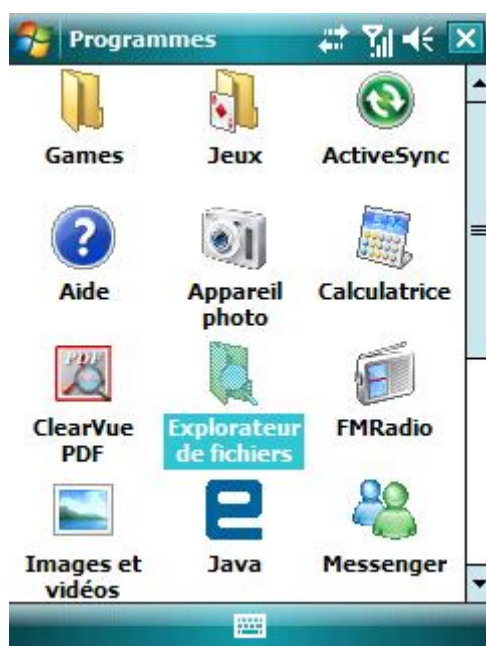 Programmes
Games
Jeux
ActiveSync
Aide
Appareil
photo
Calculatrice
PDF
ClearVue
PDF
Explorateur
de fichiers
FMRadio
Images et
vidéos
Java
Messenger